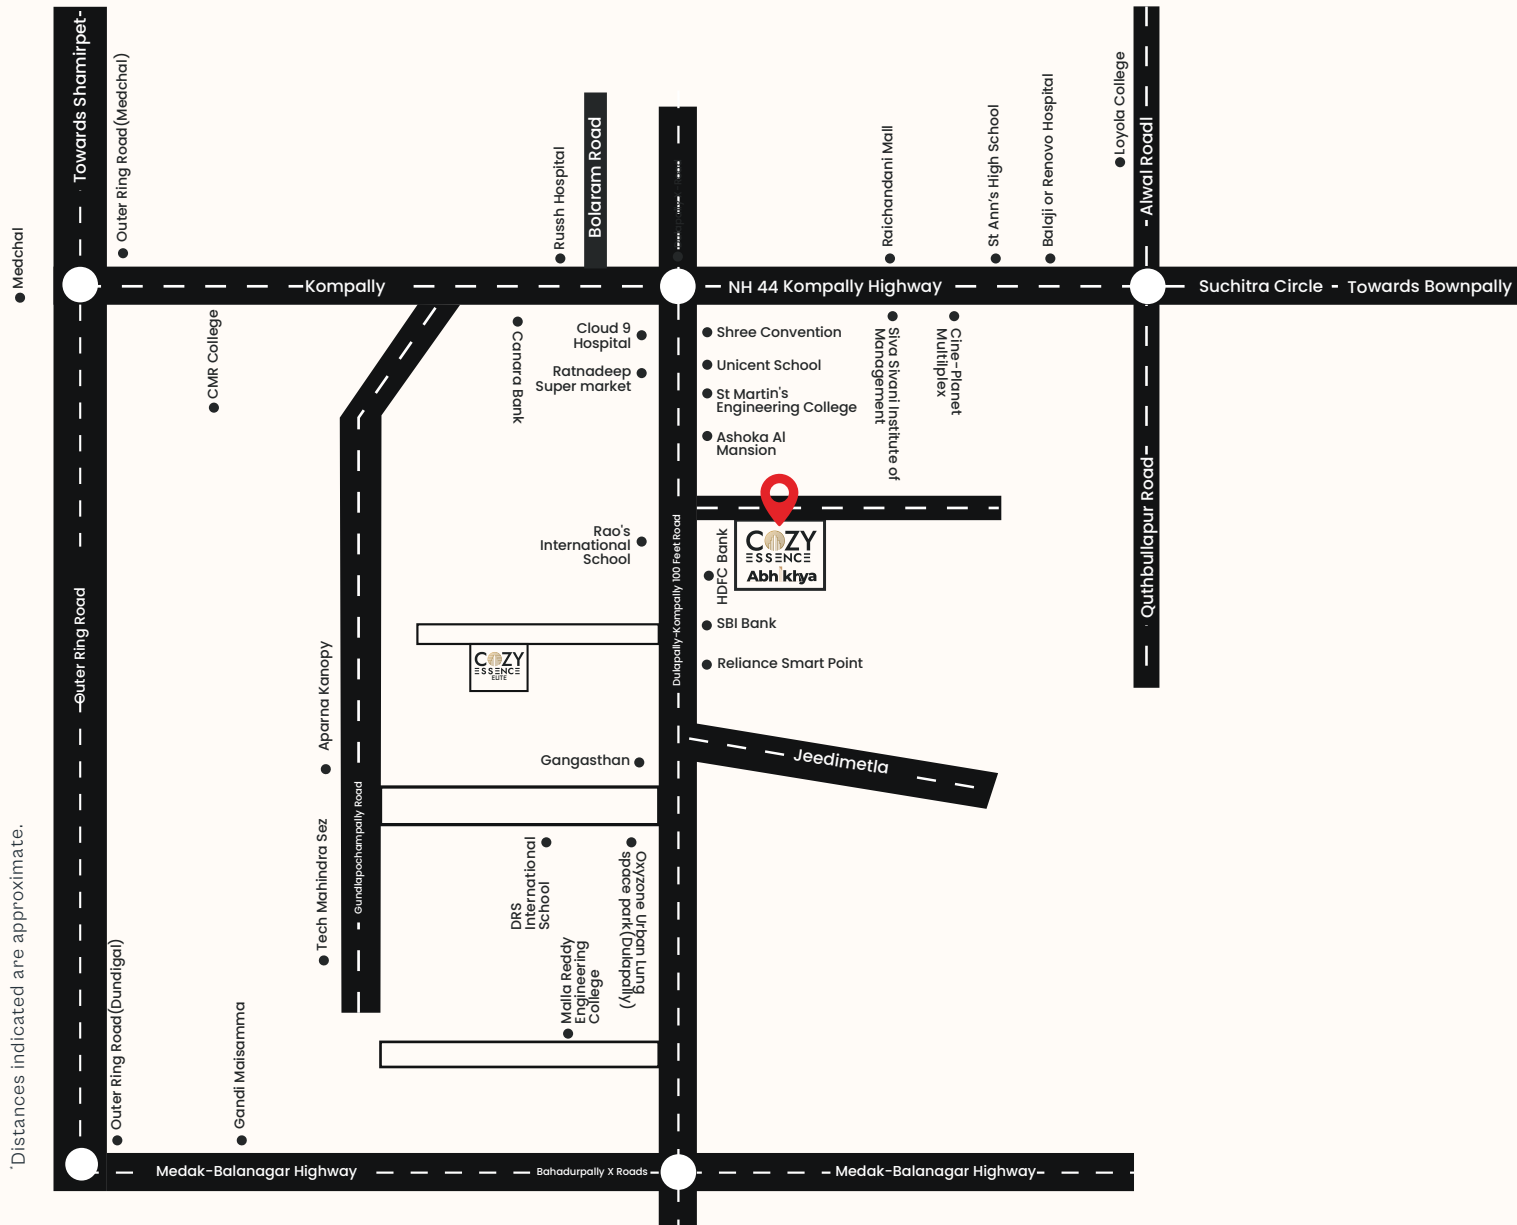 Towards Shamirpet
Outer Ring Road(Medchal)
Medchal
Russh Hospital
Bolaram Road
Raichandani Mall
St Ann's High School
Balaji or Renovo Hospital
Loyola College
Alwal Roadl
Kompally
NH 44 Kompally Highway
Suchitra Circle - Towards Bownpally
CMR College
Canara Bank
Cloud 9
Hospital
Ratnadeep
Super market
Shree Convention
Unicent School
St Martin's
Engineering College
Ashoka Al
Mansion
Siva Sivani Institute of
Management
Cine-Planet
Multilplex
Quthbullapur Road
Rao's
International
School
Dulapally-Kompally 100 Feet Road
HDFC Bank
COZY
ESSENCE
Abhikhya
SBI Bank
Reliance Smart Point
COZY
ESSENCE
ELITE
Outer Ring Road
Aparna Kanopy
Gangasthan
Jeedimetla
Gundlapochampally Road
Tech Mahindra Sez
DRS
International
School
Oxyzone Urban Lung
space park(Dulapally)
Malla Reddy
Engineering
College
Outer Ring Road(Dundigal)
Gandi Maisamma
*Distances indicated are approximate.
Medak-Balanagar Highway
Bahadurpally X Roads
Medak-Balanagar Highway